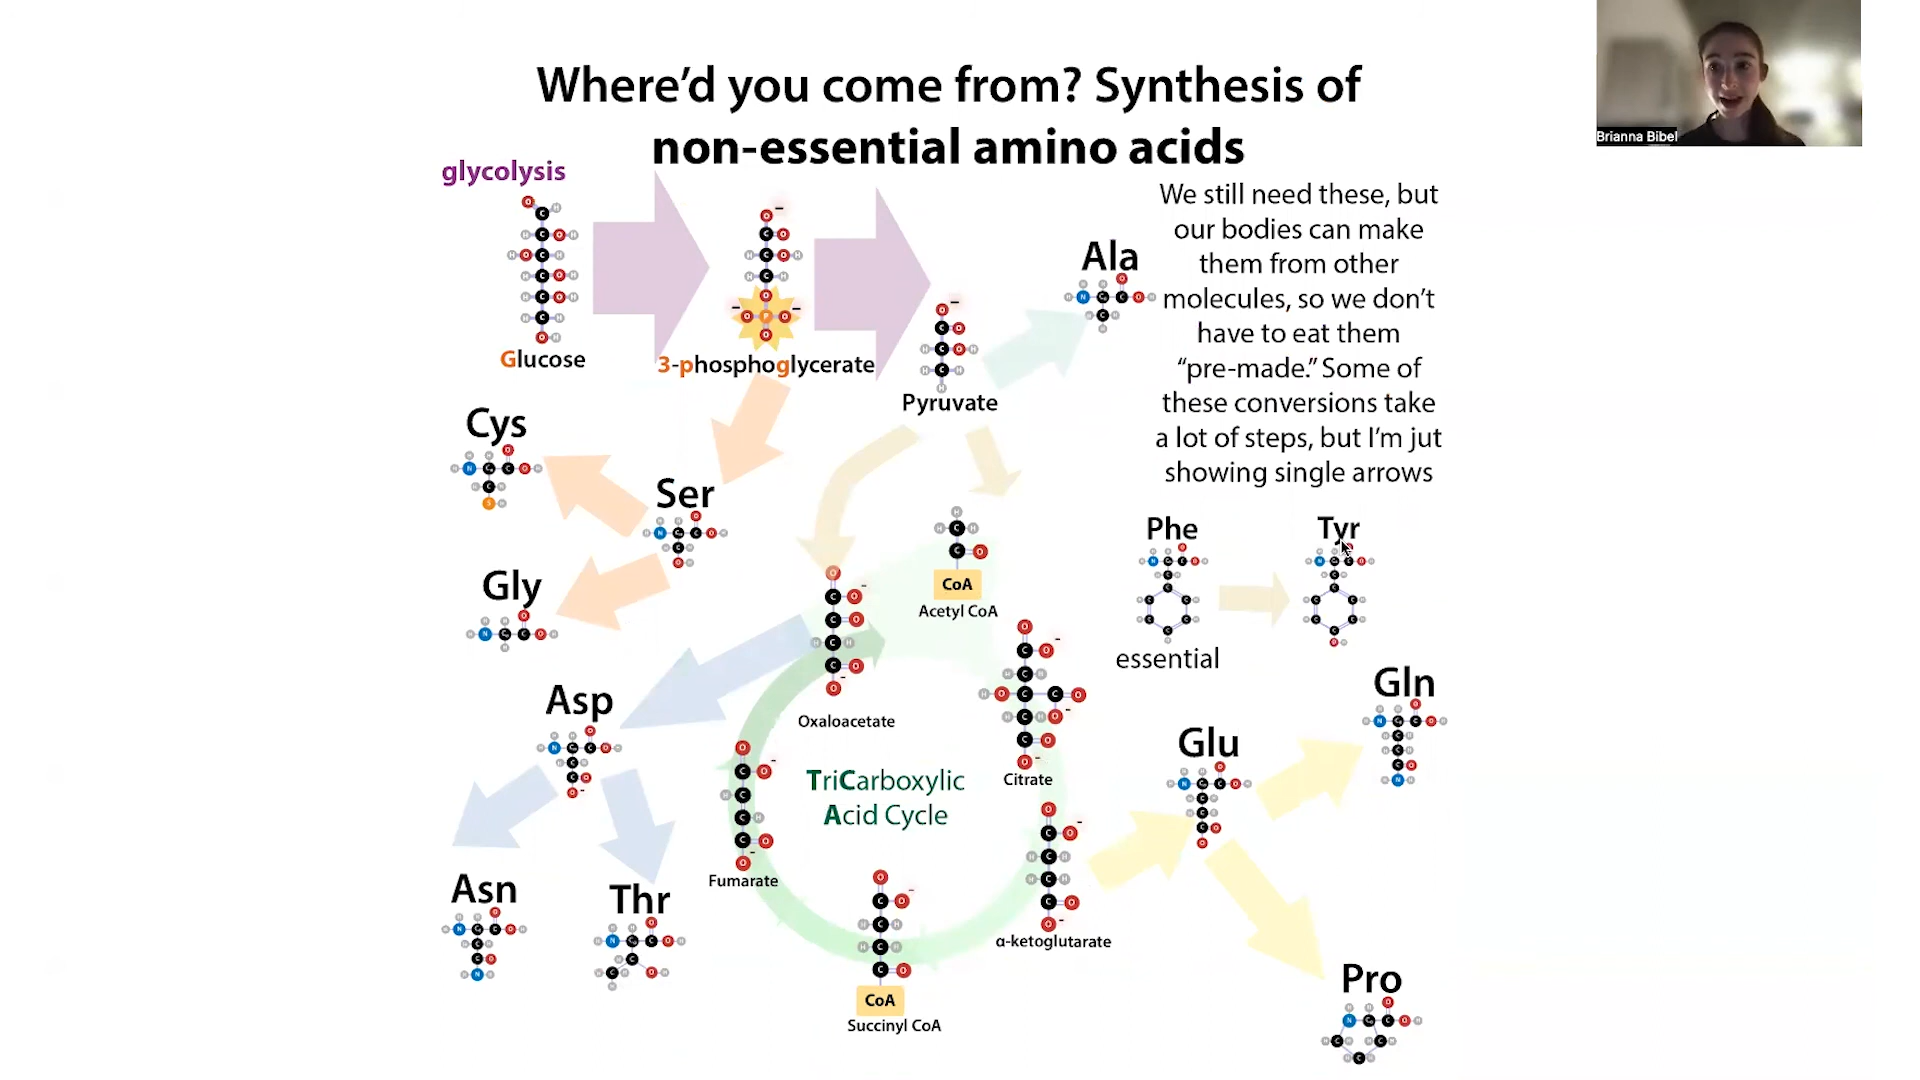 Where'd you come from? Synthesis of
non-essential amino acids
Brianna Bibel
glycolysis
Glucose
3-phosphoglycerate
Pyruvate
Ala
We still need these, but
our bodies can make
them from other
molecules, so we don't
have to eat them
“pre-made.” Some of
these conversions take
a lot of steps, but I'm jut
showing single arrows
Cys
Ser
Gly
Phe
Tyr
essential
CoA
Acetyl CoA
Asp
Oxaloacetate
Citrate
TriCarboxylic
Acid Cycle
Glu
Gln
Fumarate
Asn
Thr
α-ketoglutarate
CoA
Succinyl CoA
Pro